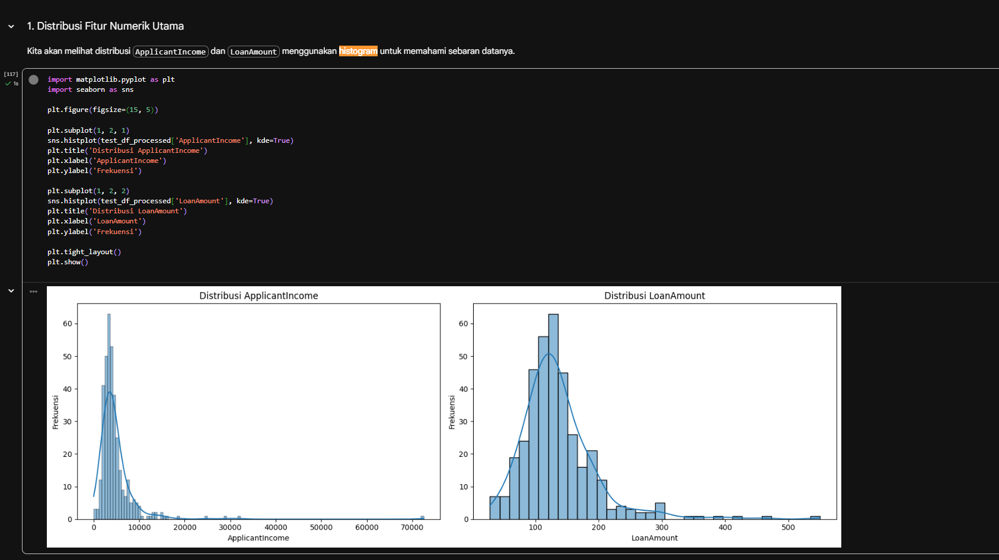 1. Distribusi Fitur Numerik Utama
Kita akan melihat distribusi ApplicantIncome dan LoanAmount menggunakan histogram untuk memahami sebaran datanya.
[117]
1s
import matplotlib.pyplot as plt
import seaborn as sns
plt.figure(figsize=(15, 5))
plt.subplot(1, 2, 1)
sns.histplot(test_df_processed['ApplicantIncome'], kde=True)
plt.title('Distribusi ApplicantIncome')
plt.xlabel('ApplicantIncome')
plt.ylabel('Frekuensi')
plt.subplot(1, 2, 2)
sns.histplot(test_df_processed['LoanAmount'], kde=True)
plt.title('Distribusi LoanAmount')
plt.xlabel('LoanAmount')
plt.ylabel('Frekuensi')
plt.tight_layout()
plt.show()
Distribusi ApplicantIncome
Frekuensi
60
50
40
30
20
10
0
0 10000 20000 30000 40000 50000 60000 70000
ApplicantIncome
Distribusi LoanAmount
Frekuensi
60
50
40
30
20
10
0
100 200 300 400 500
LoanAmount